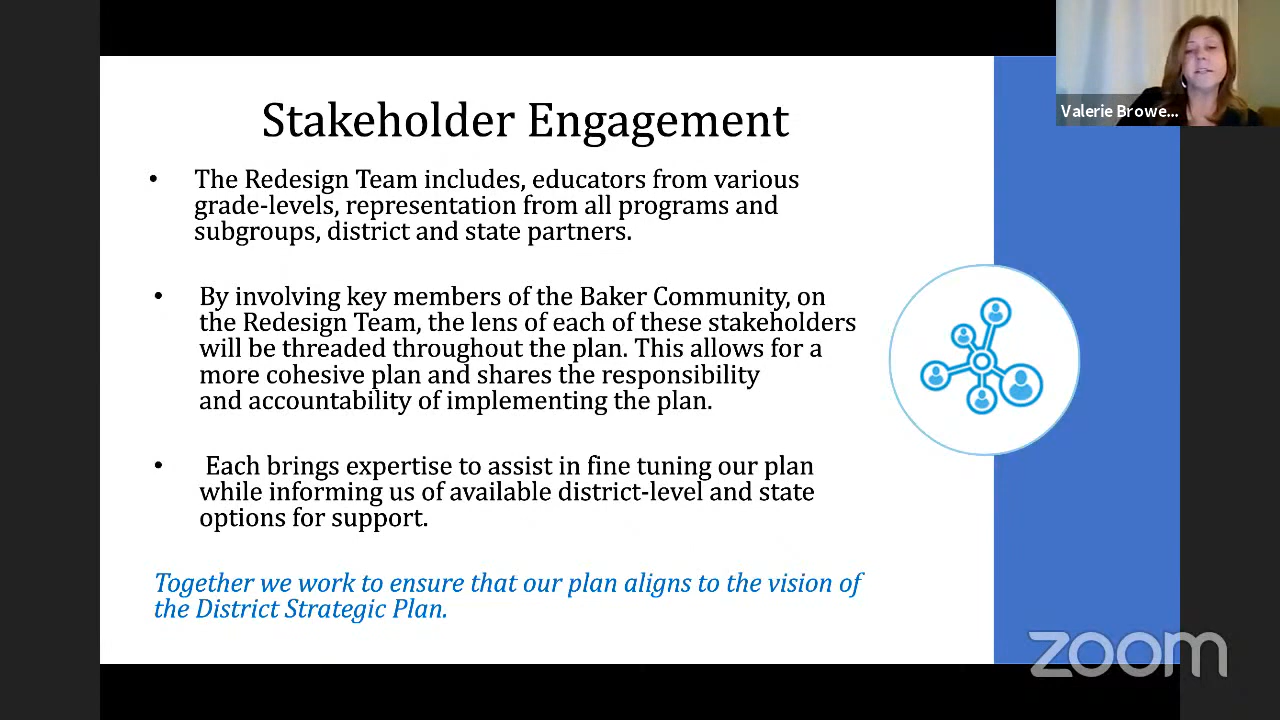 Stakeholder Engagement
• The Redesign Team includes, educators from various
grade-levels, representation from all programs and
subgroups, district and state partners.
• By involving key members of the Baker Community, on
the Redesign Team, the lens of each of these stakeholders
will be threaded throughout the plan. This allows for a
more cohesive plan and shares the responsibility
and accountability of implementing the plan.
• Each brings expertise to assist in fine tuning our plan
while informing us of available district-level and state
options for support.
Together we work to ensure that our plan aligns to the vision of
the District Strategic Plan.
Valerie Browe...
zoom